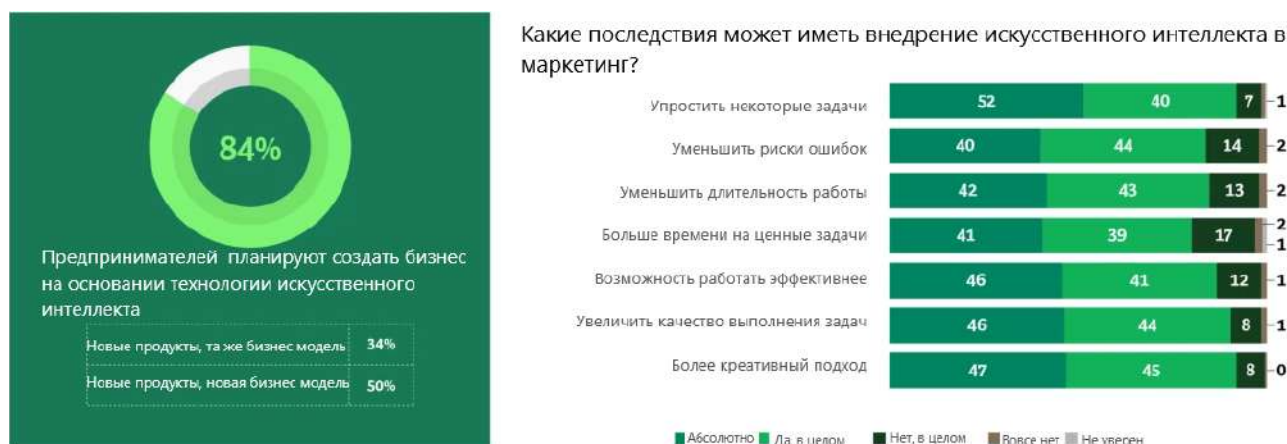 84%
Предпринимателей планируют создать бизнес
на основании технологии искусственного
интеллекта
Новые продукты, та же бизнес модель 34%
Новые продукты, новая бизнес модель 50%
Какие последствия может иметь внедрение искусственного интеллекта в
маркетинг?
Упростить некоторые задачи 52 40 7 1
Уменьшить риски ошибок 40 44 14 2
Уменьшить длительность работы 42 43 13 2
Больше времени на ценные задачи 41 39 17 2 1
Возможность работать эффективнее 46 41 12 1
Увеличить качество выполнения задач 46 44 8 1
Более креативный подход 47 45 8 0
Абсолютно Да, в целом Нет, в целом Вовсе нет Не уверен